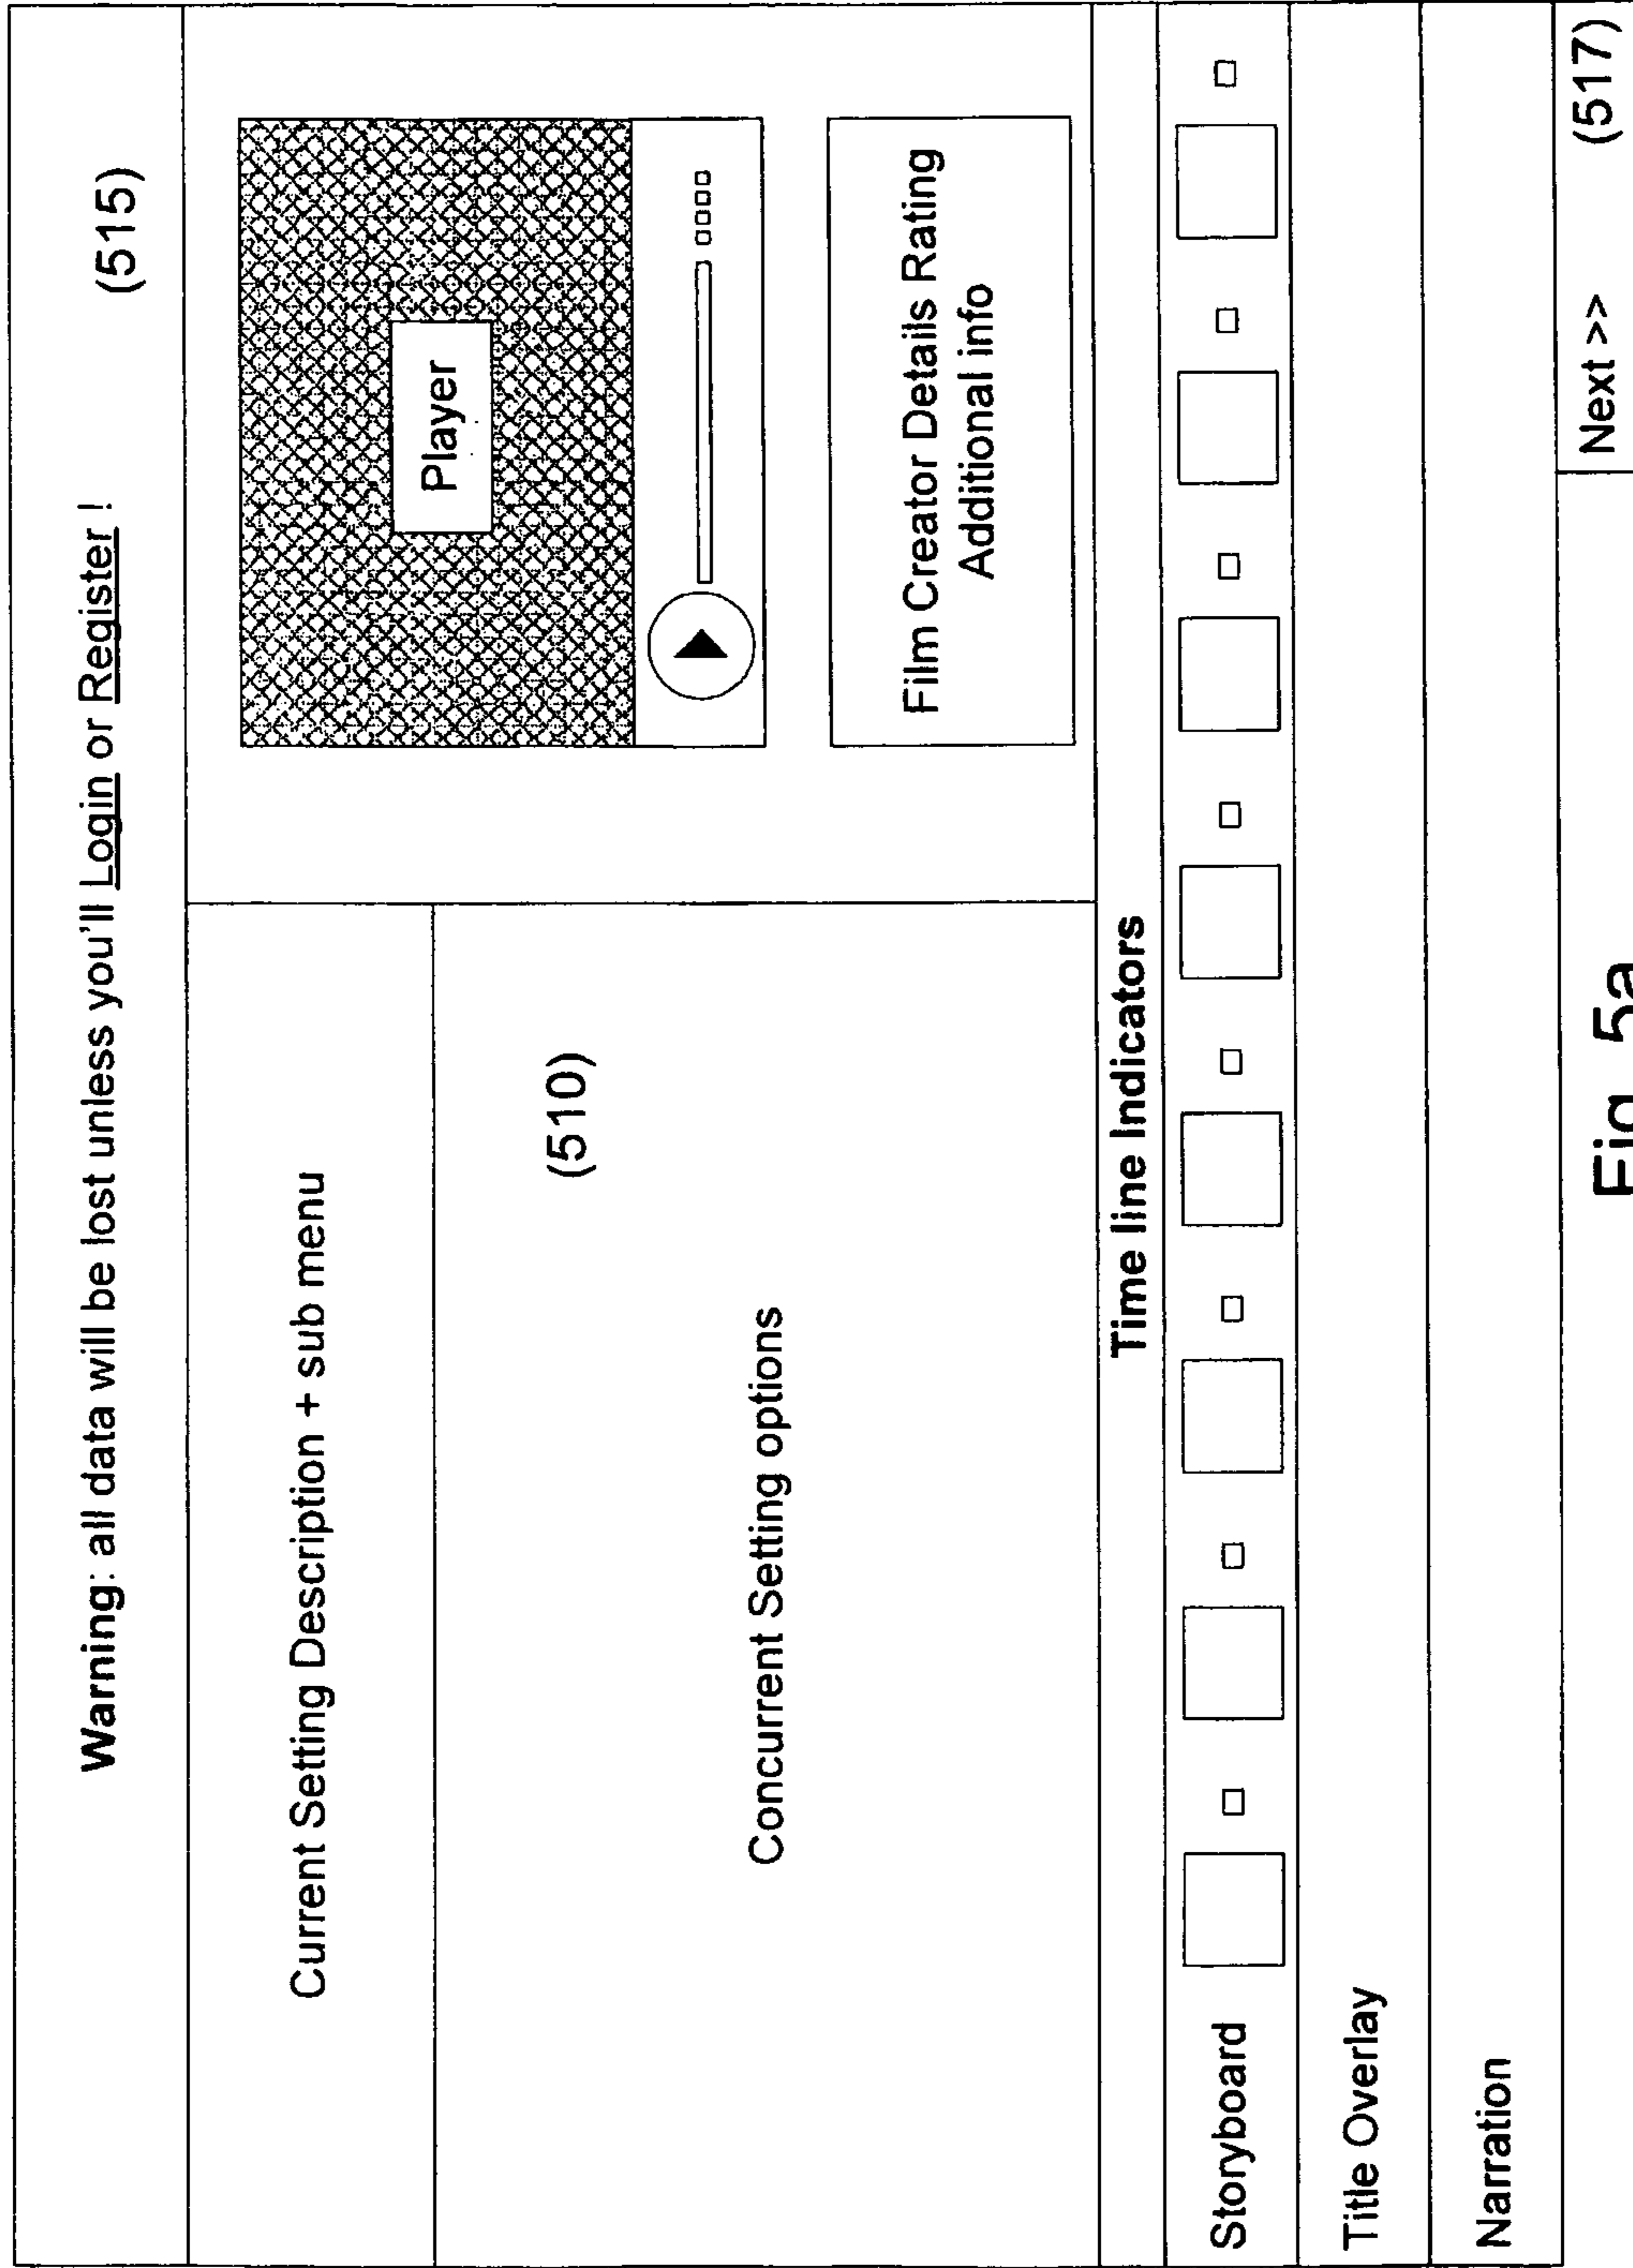 Warning: all data will be lost unless you'll Login or Register !
(515)
Current Setting Description + sub menu
(510)
Concurrent Setting options
Player
Film Creator Details Rating
Additional info
Time line Indicators
Storyboard
Title Overlay
Narration
Next >>
(517)
Fig. 5a